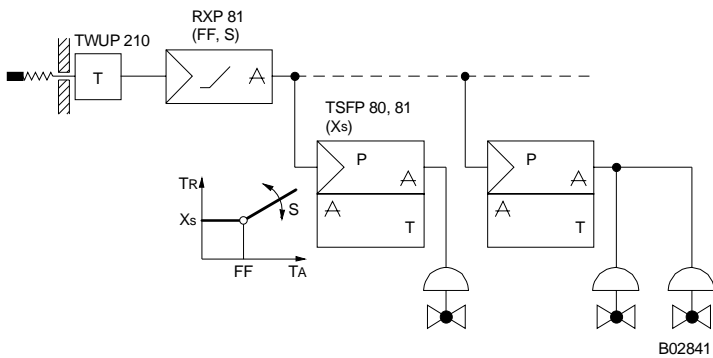 RXP 81
(FF, S)
TWUP 210
T
A
TSFP 80, 81
(Xs)
P
A
A
T
P
A
A
T
TR
Xs
S
FF
TA
B02841